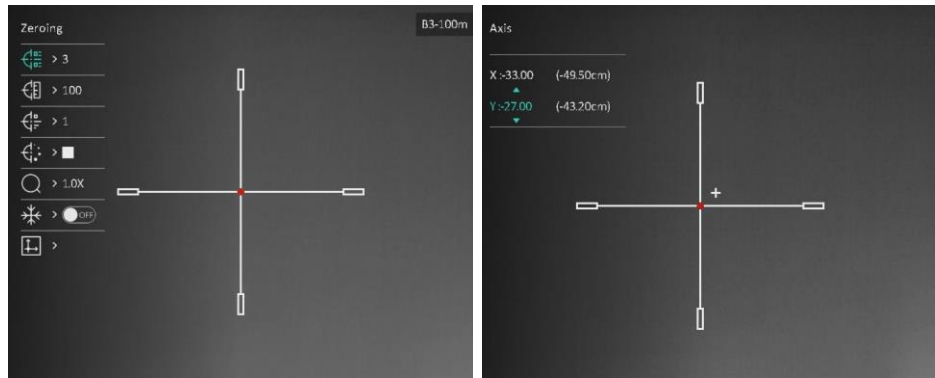 Zeroing
B3-100m
> 3
> 100
> 1
>
> 1.0X
> OFF
>
Axis
X:-33.00 (-49.50cm)
Y:-27.00 (-43.20cm)